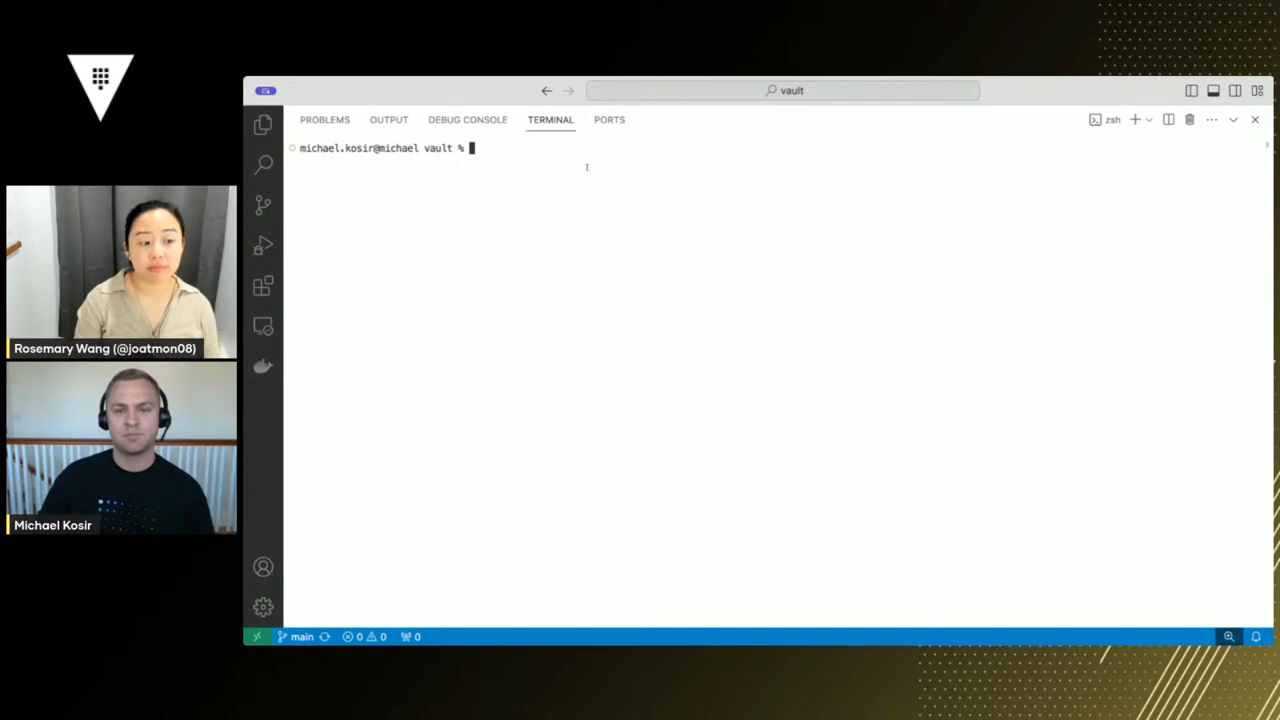 vault
PROBLEMS OUTPUT DEBUG CONSOLE TERMINAL PORTS
zsh
michael.kosir@michael vault %
Rosemary Wang (@joatmon08)
Michael Kosir
main 0 0 0